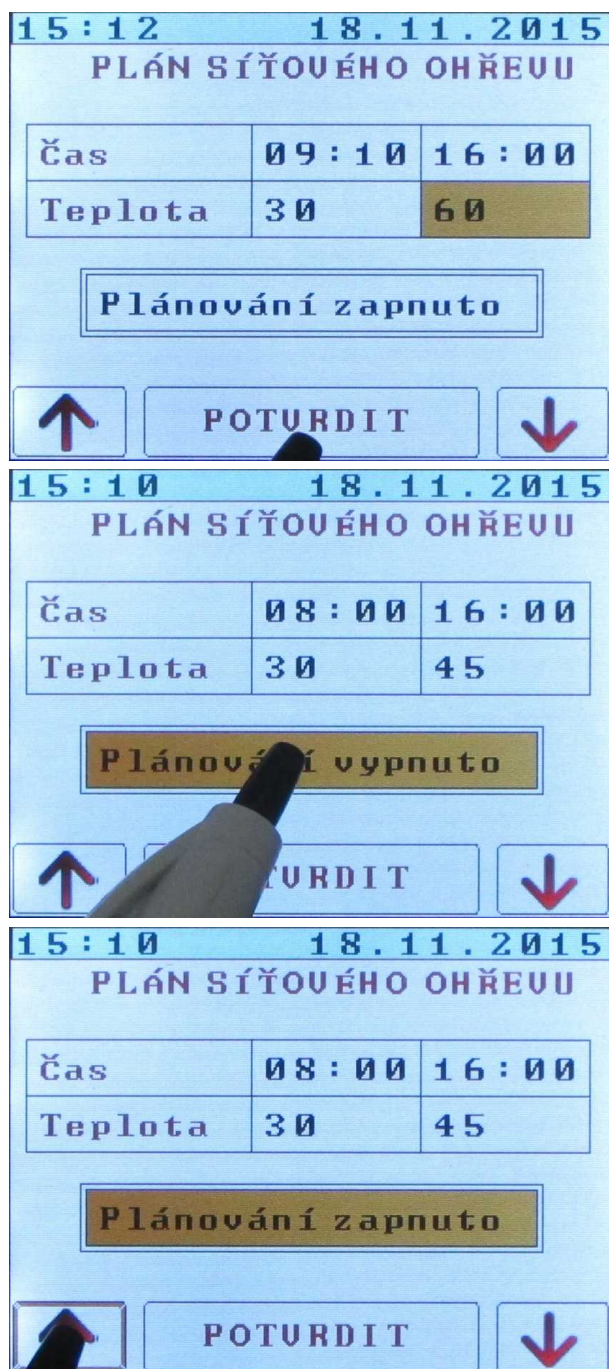 15:12 18.11.2015
PLÁN SÍŤOVÉHO OHŘEVU
Čas 09:10 16:00
Teplota 30 60
Plánování zapnuto
POTVRDIT
15:10 18.11.2015
PLÁN SÍŤOVÉHO OHŘEVU
Čas 08:00 16:00
Teplota 30 45
vypnuto
15:10 18.11.2015
PLÁN SÍŤOVÉHO OHŘEVU
Čas 08:00 16:00
Teplota 30 45
Plánování zapnuto
POTVRDIT